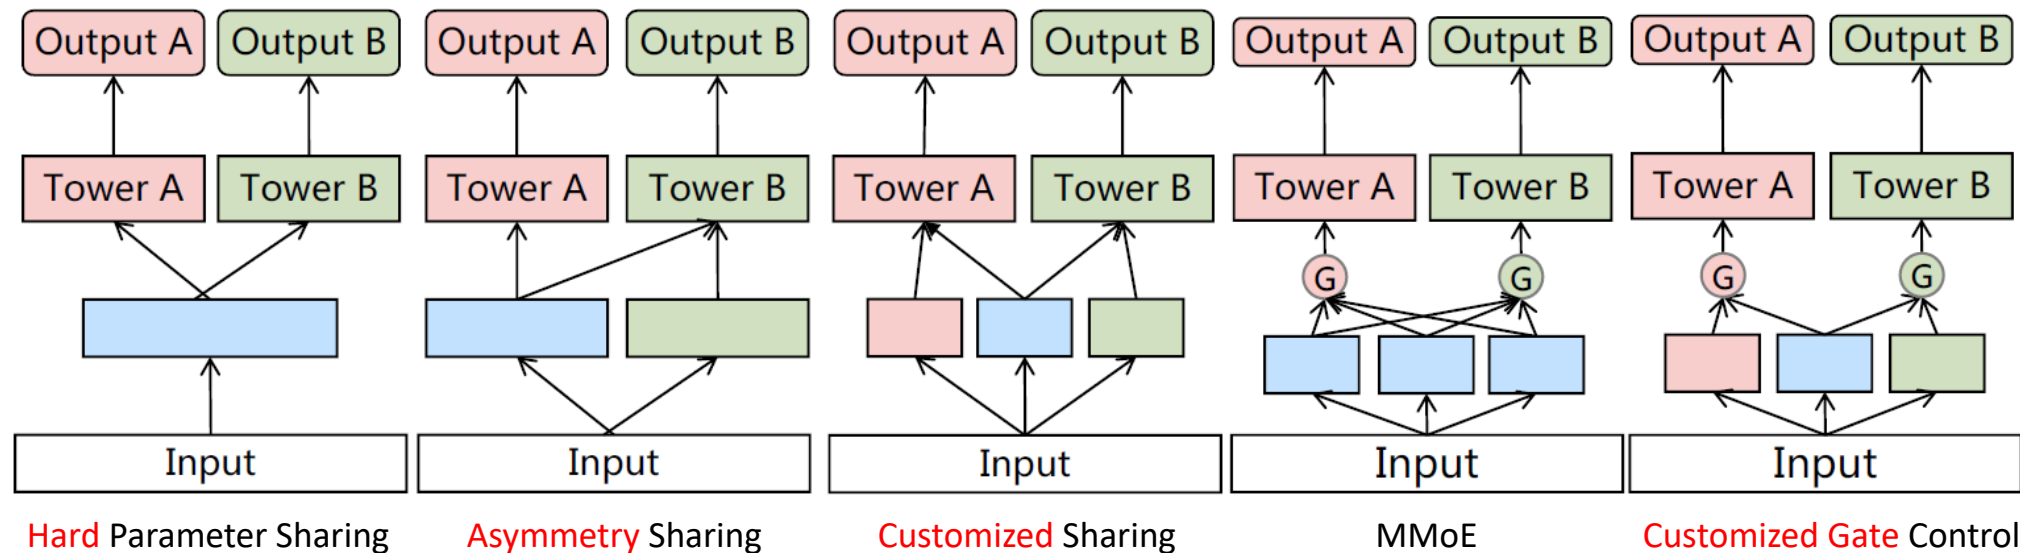 Output A Output B Output A Output B Output A Output B Output A Output B Output A Output B
Tower A Tower B Tower A Tower B Tower A Tower B Tower A Tower B Tower A Tower B
G G G G
Input Input Input Input Input
Hard Parameter Sharing Asymmetry Sharing Customized Sharing MMoE Customized Gate Control